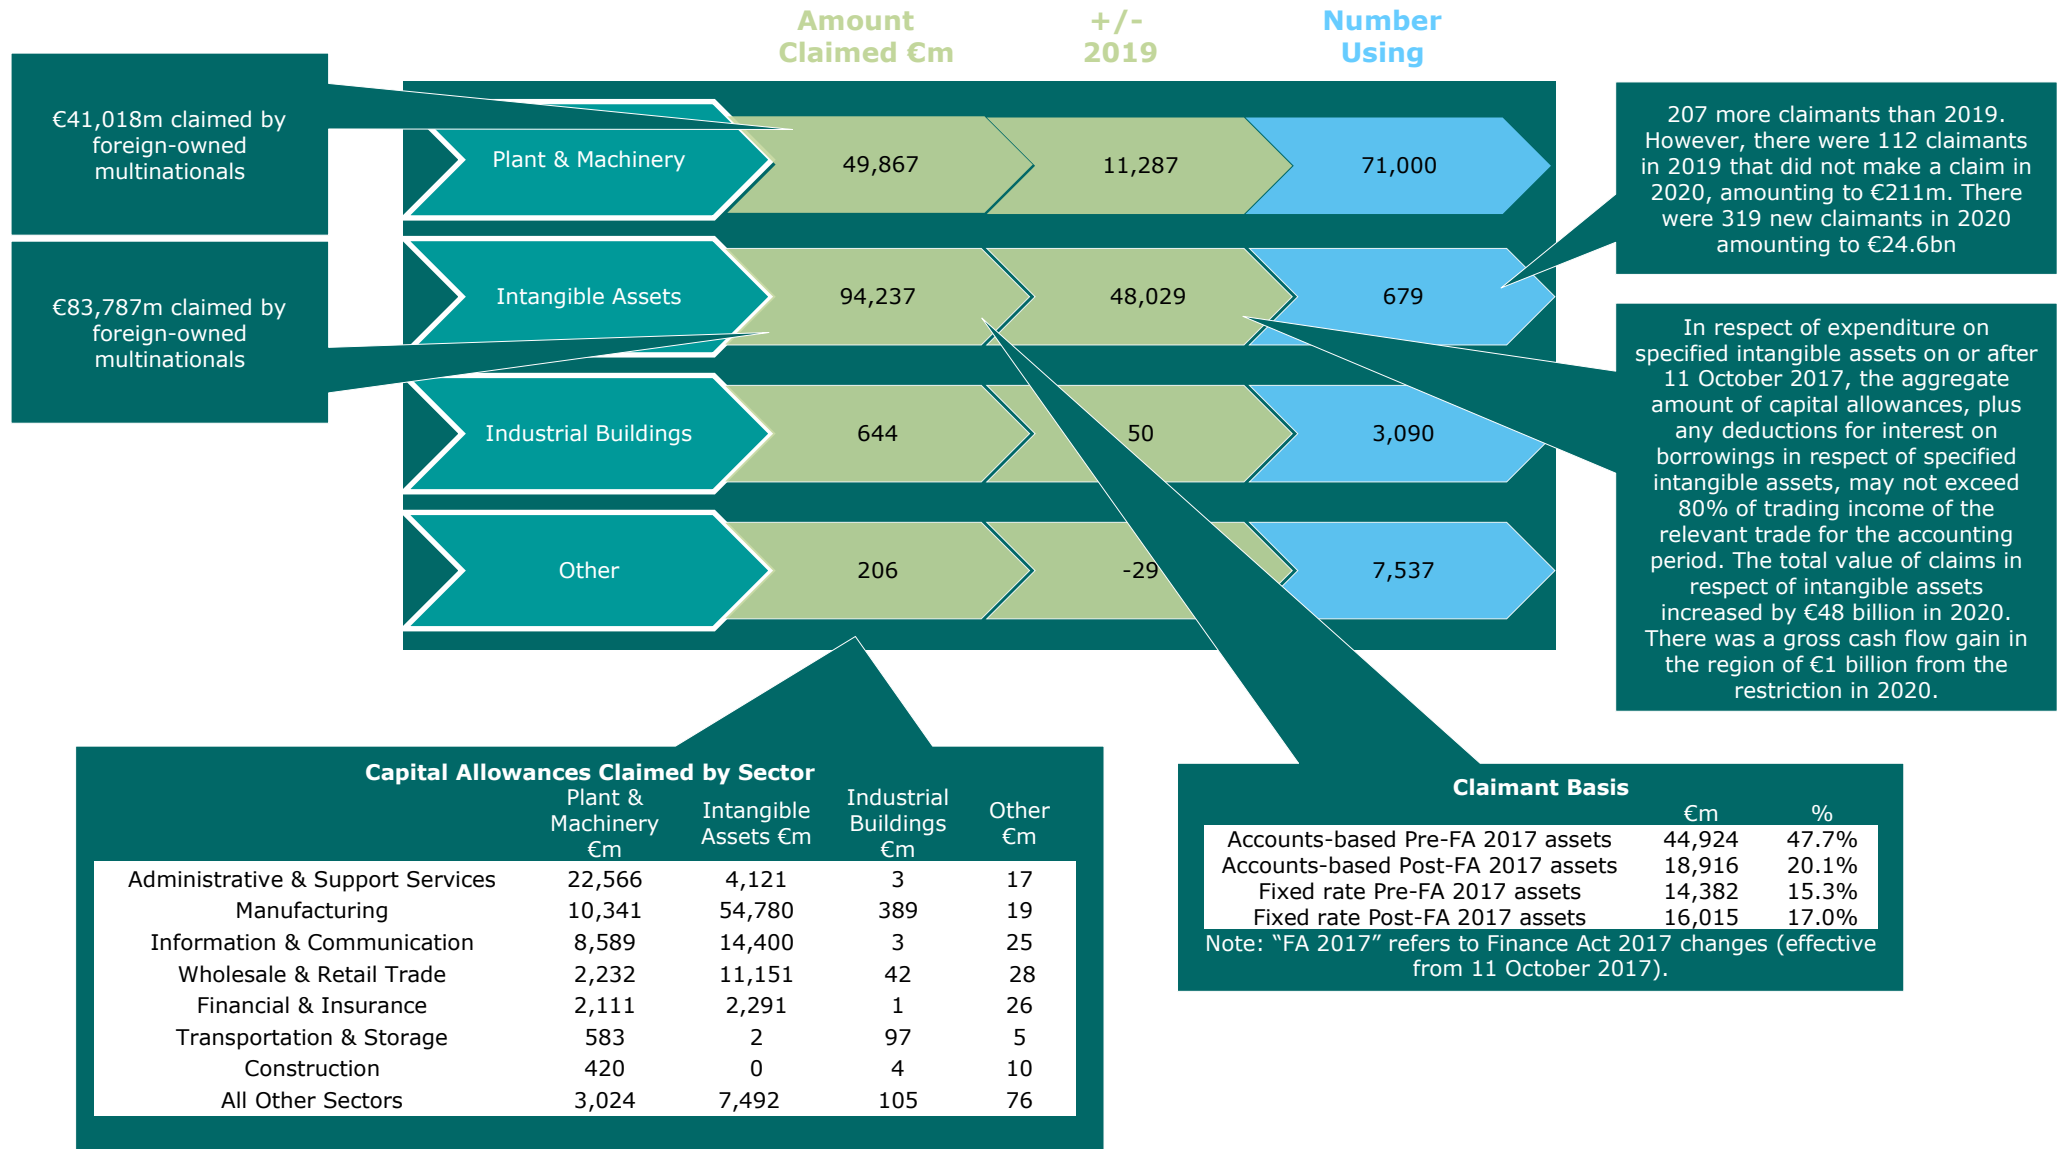 Amount
Claimed €m
+/-
2019
Number
Using
€41,018m claimed by
foreign-owned
multinationals
Plant & Machinery
49,867
11,287
71,000
207 more claimants than 2019.
However, there were 112 claimants
in 2019 that did not make a claim in
2020, amounting to €211m. There
were 319 new claimants in 2020
amounting to €24.6bn
€83,787m claimed by
foreign-owned
multinationals
Intangible Assets
94,237
48,029
679
In respect of expenditure on
specified intangible assets on or after
11 October 2017, the aggregate
amount of capital allowances, plus
any deductions for interest on
borrowings in respect of specified
intangible assets, may not exceed
80% of trading income of the
relevant trade for the accounting
period. The total value of claims in
respect of intangible assets
increased by €48 billion in 2020.
There was a gross cash flow gain in
the region of €1 billion from the
restriction in 2020.
Industrial Buildings
644
50
3,090
Other
206
-29
7,537
Capital Allowances Claimed by Sector
Plant &
Machinery
€m
Intangible
Assets €m
Industrial
Buildings
€m
Other
€m
Administrative & Support Services 22,566 4,121 3 17
Manufacturing 10,341 54,780 389 19
Information & Communication 8,589 14,400 3 25
Wholesale & Retail Trade 2,232 11,151 42 28
Financial & Insurance 2,111 2,291 1 26
Transportation & Storage 583 2 97 5
Construction 420 0 4 10
All Other Sectors 3,024 7,492 105 76
Claimant Basis
€m %
Accounts-based Pre-FA 2017 assets 44,924 47.7%
Accounts-based Post-FA 2017 assets 18,916 20.1%
Fixed rate Pre-FA 2017 assets 14,382 15.3%
Fixed rate Post-FA 2017 assets 16,015 17.0%
Note: “FA 2017” refers to Finance Act 2017 changes (effective
from 11 October 2017).